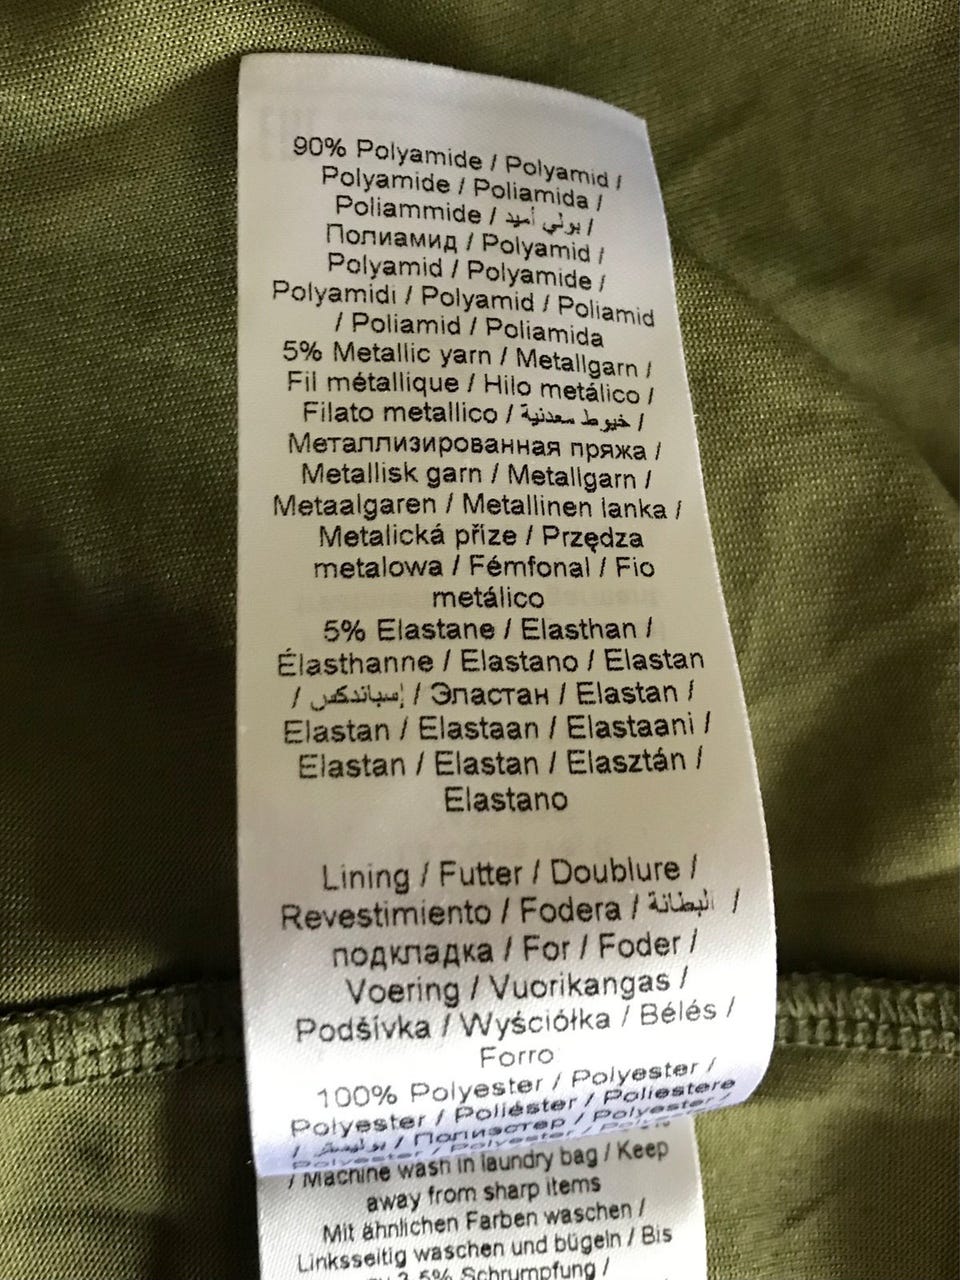 90% Polyamide / Polyamid /
Polyamide / Poliamida /
Poliammide / بولي أميد /
Полиамид / Polyamid /
Polyamid / Polyamide /
Polyamidi / Polyamid / Poliamid
/ Poliamid / Poliamida
5% Metallic yarn / Metallgarn /
Fil métallique / Hilo metálico /
Filato metallico / خيوط معدنية /
Металлизированная пряжа /
Metallisk garn / Metallgarn /
Metaalgaren / Metallinen lanka /
Metalická příze / Przędza
metalowa / Fémfonal / Fio
metálico
5% Elastane / Elasthan /
Élasthanne / Elastano / Elastan
/ إسباندكس / Эластан / Elastan /
Elastan / Elastaan / Elastaani /
Elastan / Elastan / Elasztán /
Elastano
Lining / Futter / Doublure /
Revestimiento / Fodera / البطانة /
подкладка / For / Foder /
Voering / Vuorikangas /
Podšívka / Wyściółka / Bélés /
Forro
100% Polyester / Polyester /
Polyester / Poliéster / Poliestere
/ بوليستر / Полиэстер / Polyester /
Polyester / Polyester /
/ Machine wash in laundry bag / Keep
away from sharp items
Mit ähnlichen Farben waschen /
Linksseitig waschen und bügeln / Bis
3,5% Schrumpfung /